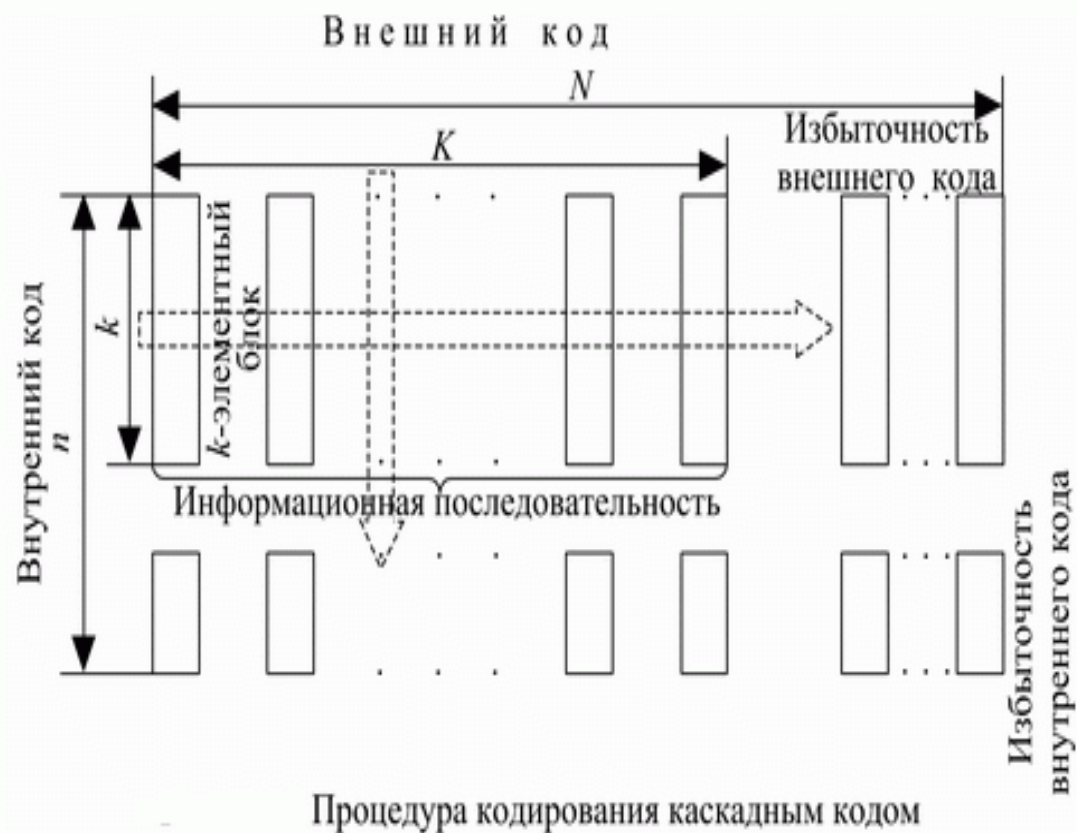 Внешний код
N
Избыточность
внешнего кода
K
Внутренний код
n
k
k-элементный
блок
Информационная последовательность
Избыточность
внутреннего кода
Процедура кодирования каскадным кодом